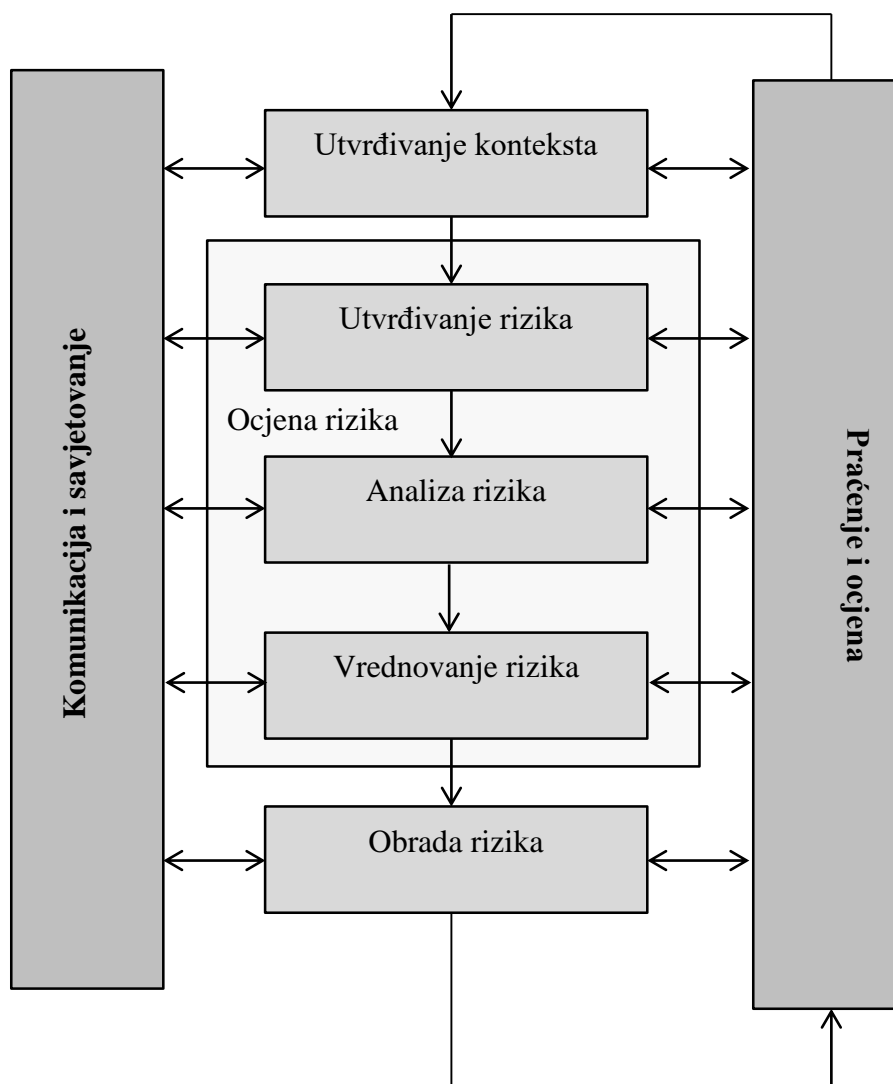 Komunikacija i savjetovanje
Utvrđivanje konteksta
Utvrđivanje rizika
Ocjena rizika
Analiza rizika
Vrednovanje rizika
Obrada rizika
Praćenje i ocjena